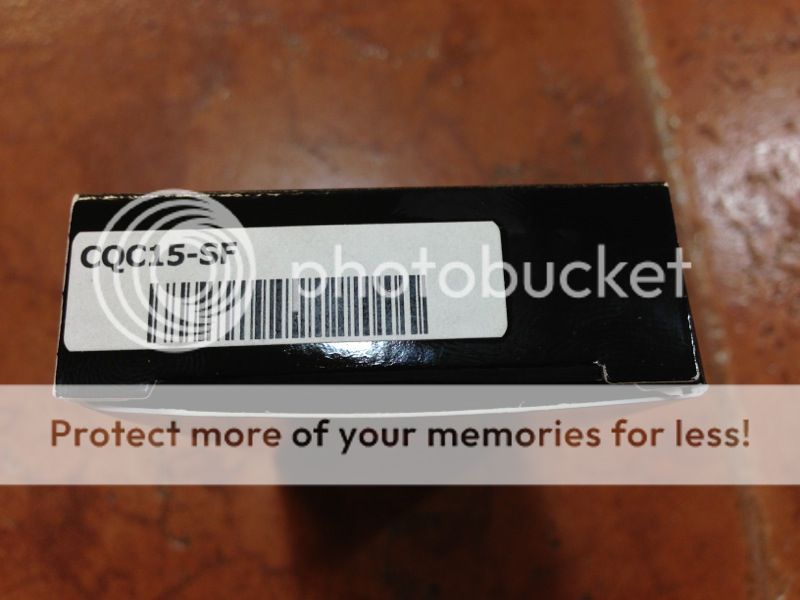 CQC15-SF
photobucket
Protect more of your memories for less!